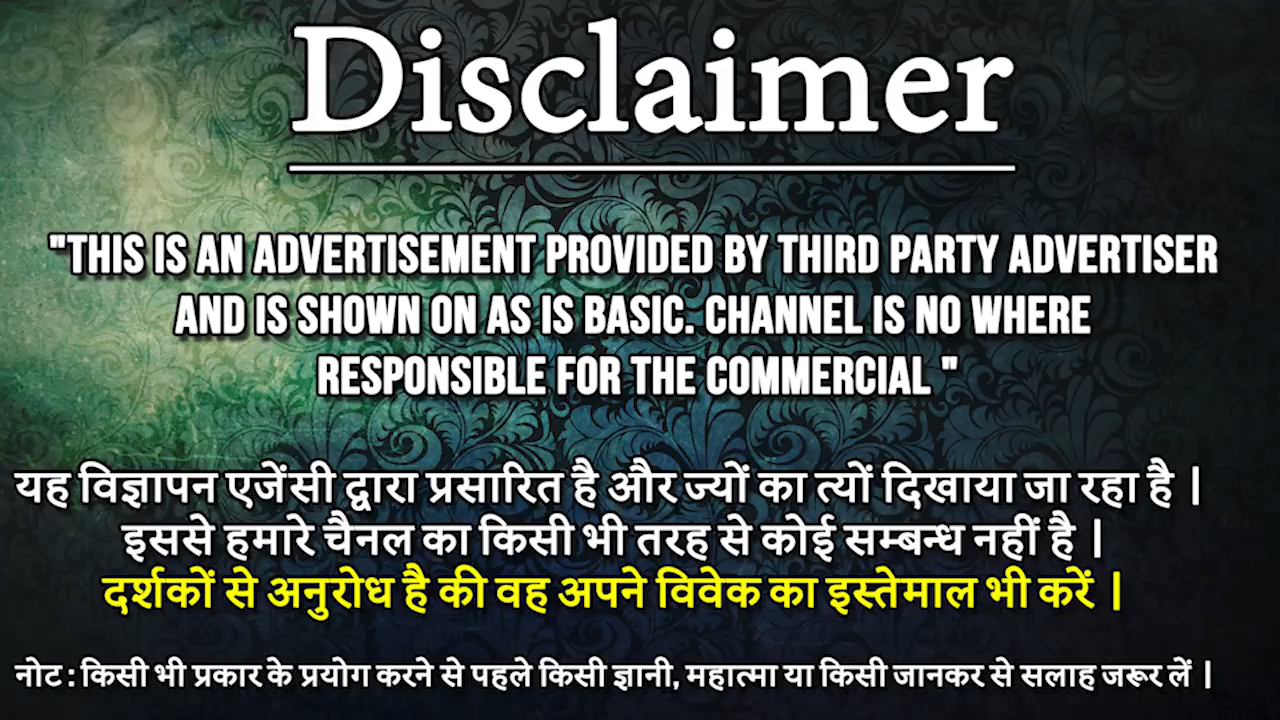 Disclaimer
"THIS IS AN ADVERTISEMENT PROVIDED BY THIRD PARTY ADVERTISER
AND IS SHOWN ON AS IS BASIC. CHANNEL IS NO WHERE
RESPONSIBLE FOR THE COMMERCIAL "
यह विज्ञापन एजेंसी द्वारा प्रसारित है और ज्यों का त्यों दिखाया जा रहा है |
इससे हमारे चैनल का किसी भी तरह से कोई सम्बन्ध नहीं है |
दर्शकों से अनुरोध है की वह अपने विवेक का इस्तेमाल भी करें |
नोट : किसी भी प्रकार के प्रयोग करने से पहले किसी ज्ञानी, महात्मा या किसी जानकर से सलाह जरूर लें |